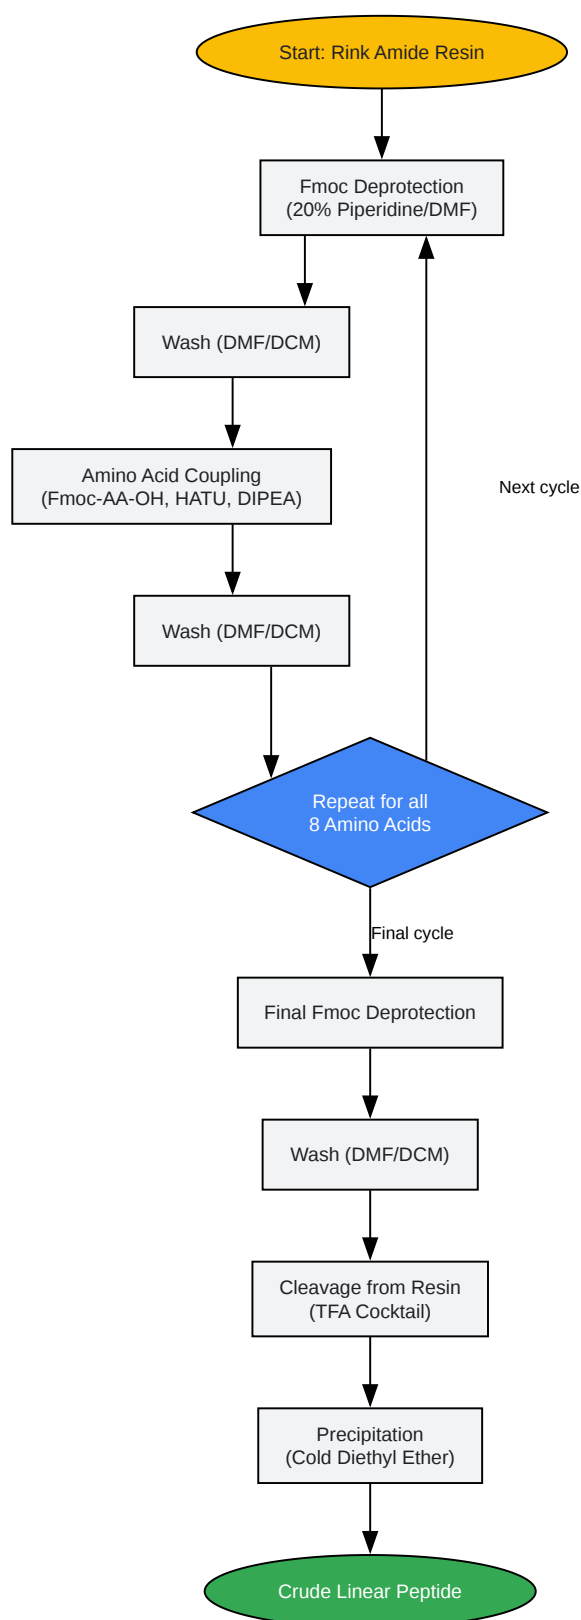 Start: Rink Amide Resin
Fmoc Deprotection
(20% Piperidine/DMF)
Wash (DMF/DCM)
Amino Acid Coupling
(Fmoc-AA-OH, HATU, DIPEA)
Next cycle
Wash (DMF/DCM)
Repeat for all
8 Amino Acids
Final cycle
Final Fmoc Deprotection
Wash (DMF/DCM)
Cleavage from Resin
(TFA Cocktail)
Precipitation
(Cold Diethyl Ether)
Crude Linear Peptide